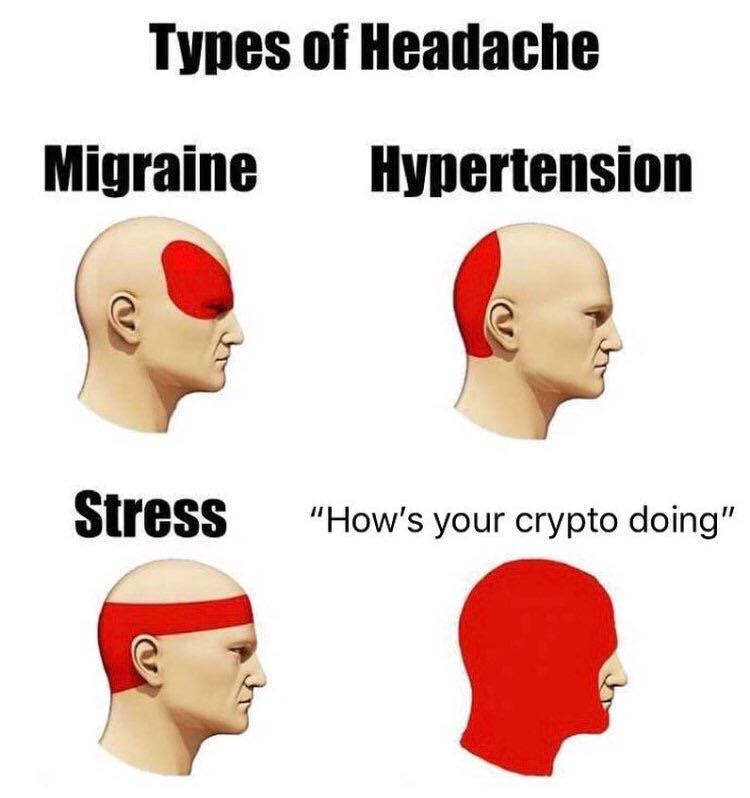 Types of Headache
Migraine
Hypertension
Stress
"How's your crypto doing"